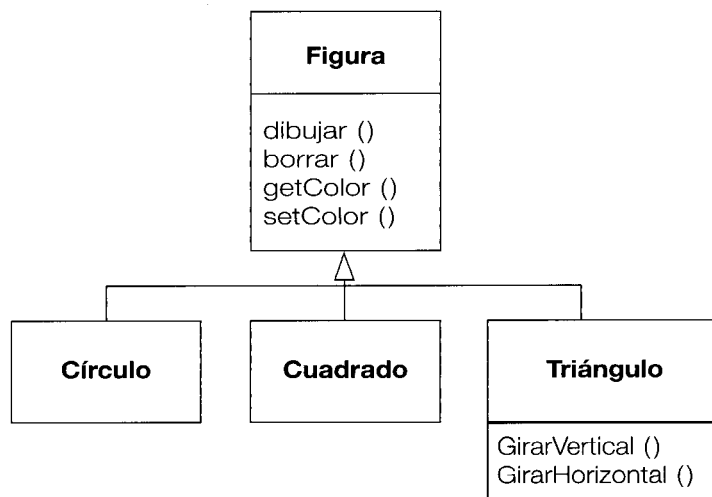 Figura
dibujar ()
borrar ()
getColor ()
setColor ()
Círculo
Cuadrado
Triángulo
GirarVertical ()
GirarHorizontal ()